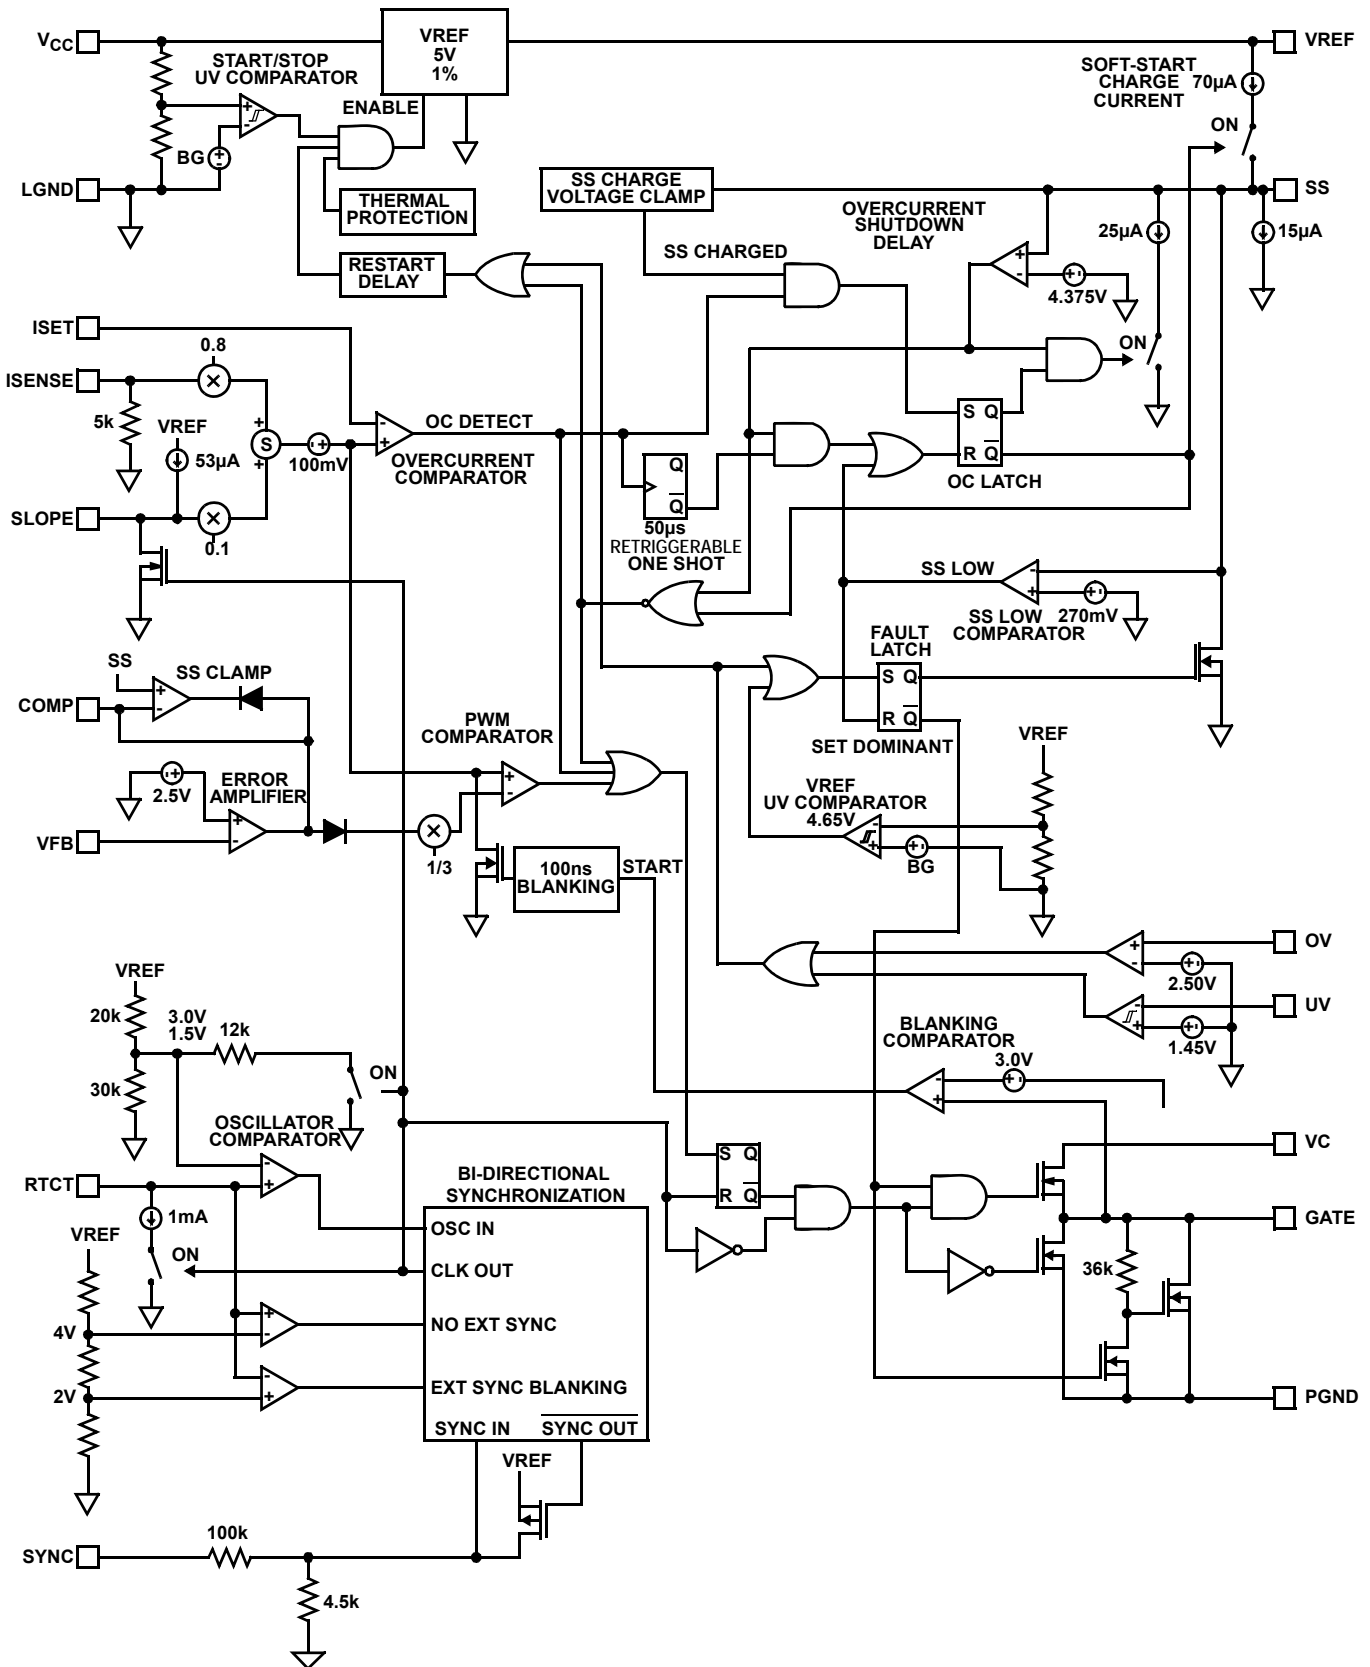 VCC
VREF
5V
1%
VREF
START/STOP
UV COMPARATOR
ENABLE
+
-
BG
+
-
LGND
THERMAL
PROTECTION
SOFT-START
CHARGE
CURRENT
70µA
ON
SS CHARGE
VOLTAGE CLAMP
SS
OVERCURRENT
SHUTDOWN
DELAY
25µA
15µA
RESTART
DELAY
SS CHARGED
+
-
+ -
4.375V
ISET
0.8
ON
ISENSE
×
5k
VREF
+
S
+
53µA
+
100mV
-
+
OC DETECT
OVERCURRENT
COMPARATOR
S Q
R Q
OC LATCH
Q
Q
50µs
RETRIGGERABLE
ONE SHOT
SLOPE
×
0.1
SS LOW
-
+
+ -
SS LOW
COMPARATOR
270mV
FAULT
LATCH
S Q
R Q
SET DOMINANT
SS
SS CLAMP
+
-
COMP
PWM
COMPARATOR
+
-
VREF
- +
2.5V
ERROR
AMPLIFIER
+
-
VFB
×
1/3
VREF
UV COMPARATOR
4.65V
-
+
+ -
BG
100ns
BLANKING
START
OV
+
-
+ -
2.50V
UV
-
+
+ -
1.45V
VREF
20k
3.0V
1.5V
12k
30k
ON
BLANKING
COMPARATOR
3.0V
-
+
+ -
OSCILLATOR
COMPARATOR
-
+
RTCT
1mA
VREF
ON
BI-DIRECTIONAL
SYNCHRONIZATION
OSC IN
CLK OUT
NO EXT SYNC
EXT SYNC BLANKING
SYNC IN
SYNC OUT
S Q
R Q
VC
GATE
36k
4V
+
-
2V
-
+
PGND
VREF
SYNC
100k
4.5k